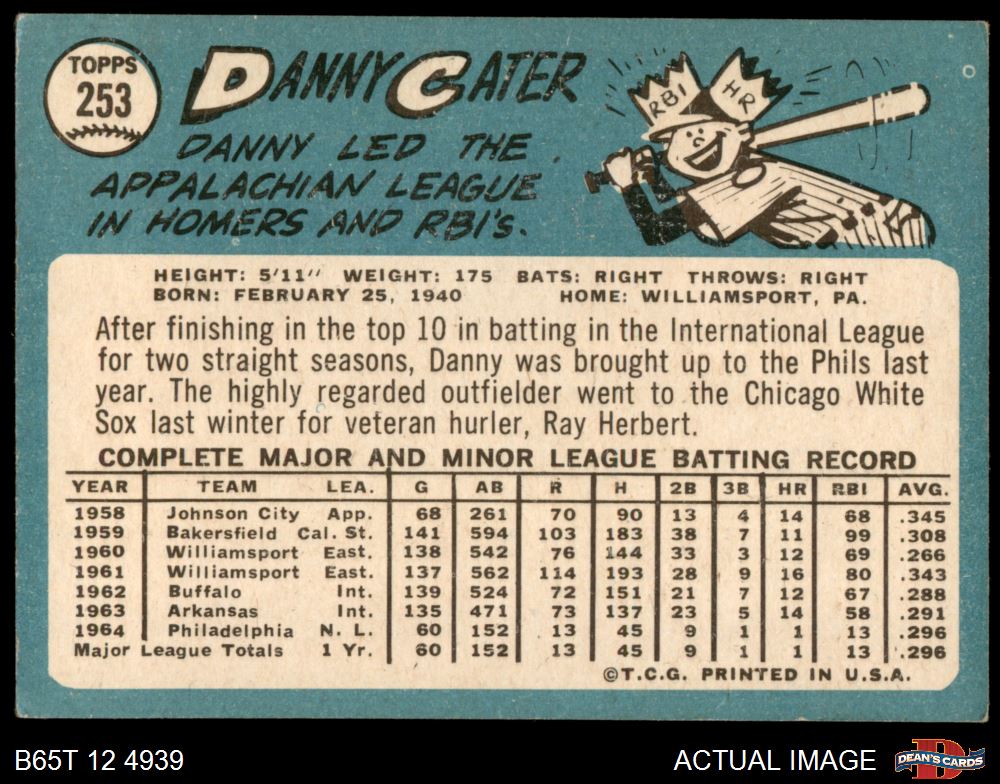 TOPPS
253
DANNY CATER
RBI
HR
DANNY LED THE
APPALACHIAN LEAGUE
IN HOMERS AND RBI's.
HEIGHT: 5'11" WEIGHT: 175 BATS: RIGHT THROWS: RIGHT
BORN: FEBRUARY 25, 1940 HOME: WILLIAMSPORT, PA.
After finishing in the top 10 in batting in the International League
for two straight seasons, Danny was brought up to the Phils last
year. The highly regarded outfielder went to the Chicago White
Sox last winter for veteran hurler, Ray Herbert.
COMPLETE MAJOR AND MINOR LEAGUE BATTING RECORD
YEAR TEAM LEA. G AB R H 2B 3B HR RBI AVG.
1958 Johnson City App. 68 261 70 90 13 4 14 68 .345
1959 Bakersfield Cal. St. 141 594 103 183 38 7 11 99 .308
1960 Williamsport East. 138 542 76 144 33 3 12 69 .266
1961 Williamsport East. 137 562 114 193 28 9 16 80 .343
1962 Buffalo Int. 139 524 72 151 21 7 12 67 .288
1963 Arkansas Int. 135 471 73 137 23 5 14 58 .291
1964 Philadelphia N. L. 60 152 13 45 9 1 1 13 .296
Major League Totals 1 Yr. 60 152 13 45 9 1 1 13 .296
©T.C.G. PRINTED IN U.S.A.
B65T 12 4939
ACTUAL IMAGE
DEAN'S CARDS